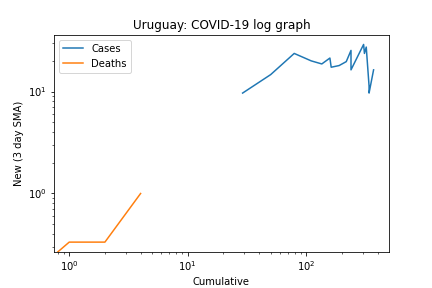 Uruguay: COVID-19 log graph
Cases
Deaths
New (3 day SMA)
10¹
10⁰
10⁰
10¹
10²
Cumulative